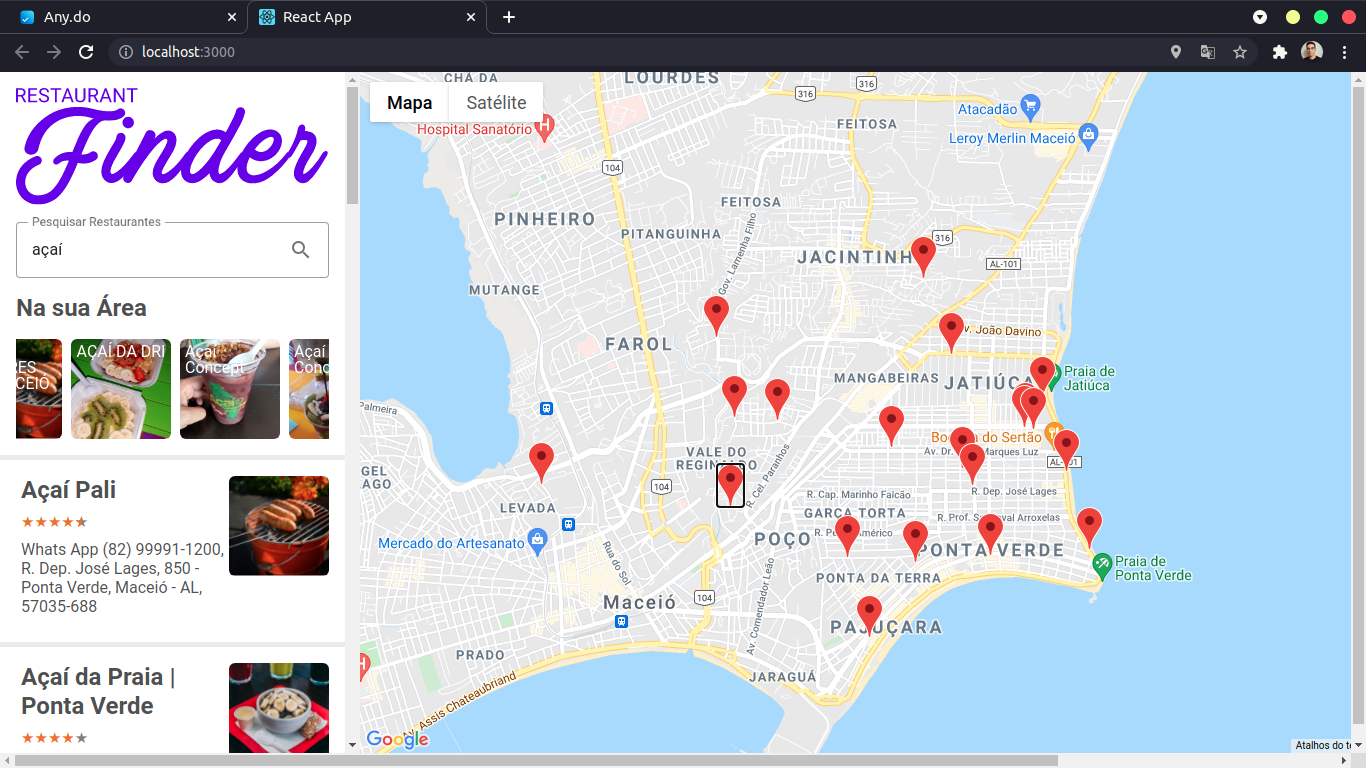 Any.do
React App
localhost:3000
RESTAURANT
Finder
Pesquisar Restaurantes
açaí
Na sua Área
RES
CEIÓ
AÇAÍ DA DRI
Açaí
Concept
Açaí
Conc
Açaí Pali
Whats App (82) 99991-1200,
R. Dep. José Lages, 850 -
Ponta Verde, Maceió - AL,
57035-688
Açaí da Praia |
Ponta Verde
Mapa
Satélite
CHÃ DA
LOURDES
316
316
Atacadão
FEITOSA
Leroy Merlin Maceió
Hospital Sanatório
104
FEITOSA
PINHEIRO
PITANGUINHA
316
JACINTINH
AL-101
Gov. Lamenha Filho
MUTANGE
v. João Davino
FAROL
Praia de
Jatiúca
MANGABEIRAS
JATIÚCA
Palmeira
Bo
do Sertão
Av. Dr.
Marques Luz
VALE DO
REGINALDO
AL-101
GEL
AGO
R. Cel. Paranhos
104
R. Cap. Marinho Falcão
R. Dep. José Lages
LEVADA
GARÇA TORTA
R. Prof. Sandoval Arroxelas
R. Pe
Américo
Mercado do Artesanato
POÇO
PONTA VERDE
Rua do Sol
Praia de
Ponta Verde
PONTA DA TERRA
Av. Comendador Leão
104
Maceió
PAJUÇARA
PRADO
JARAGUÁ
Av. Assis Chateaubriand
Google
Atalhos do te